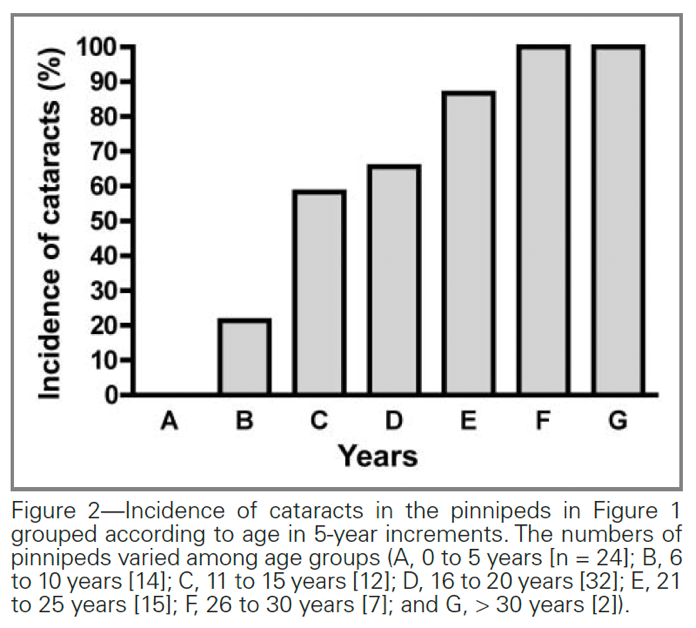 Incidence of cataracts (%)
100
90
80
70
60
50
40
30
20
10
0
A B C D E F G
Years
Figure 2—Incidence of cataracts in the pinnipeds in Figure 1
grouped according to age in 5-year increments. The numbers of
pinnipeds varied among age groups (A, 0 to 5 years [n = 24]; B, 6
to 10 years [14]; C, 11 to 15 years [12]; D, 16 to 20 years [32]; E, 21
to 25 years [15]; F, 26 to 30 years [7]; and G, > 30 years [2]).